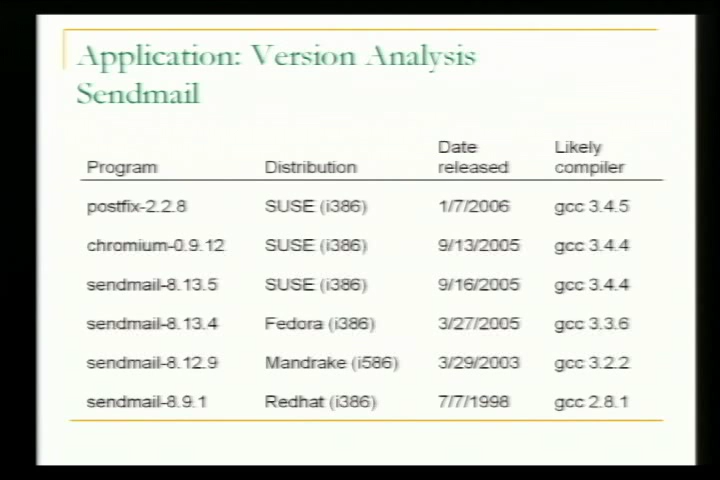 Application: Version Analysis
Sendmail
Program Distribution Date released Likely compiler
postfix-2.2.8 SUSE (i386) 1/7/2006 gcc 3.4.5
chromium-0.9.12 SUSE (i386) 9/13/2005 gcc 3.4.4
sendmail-8.13.5 SUSE (i386) 9/16/2005 gcc 3.4.4
sendmail-8.13.4 Fedora (i386) 3/27/2005 gcc 3.3.6
sendmail-8.12.9 Mandrake (i586) 3/29/2003 gcc 3.2.2
sendmail-8.9.1 Redhat (i386) 7/7/1998 gcc 2.8.1